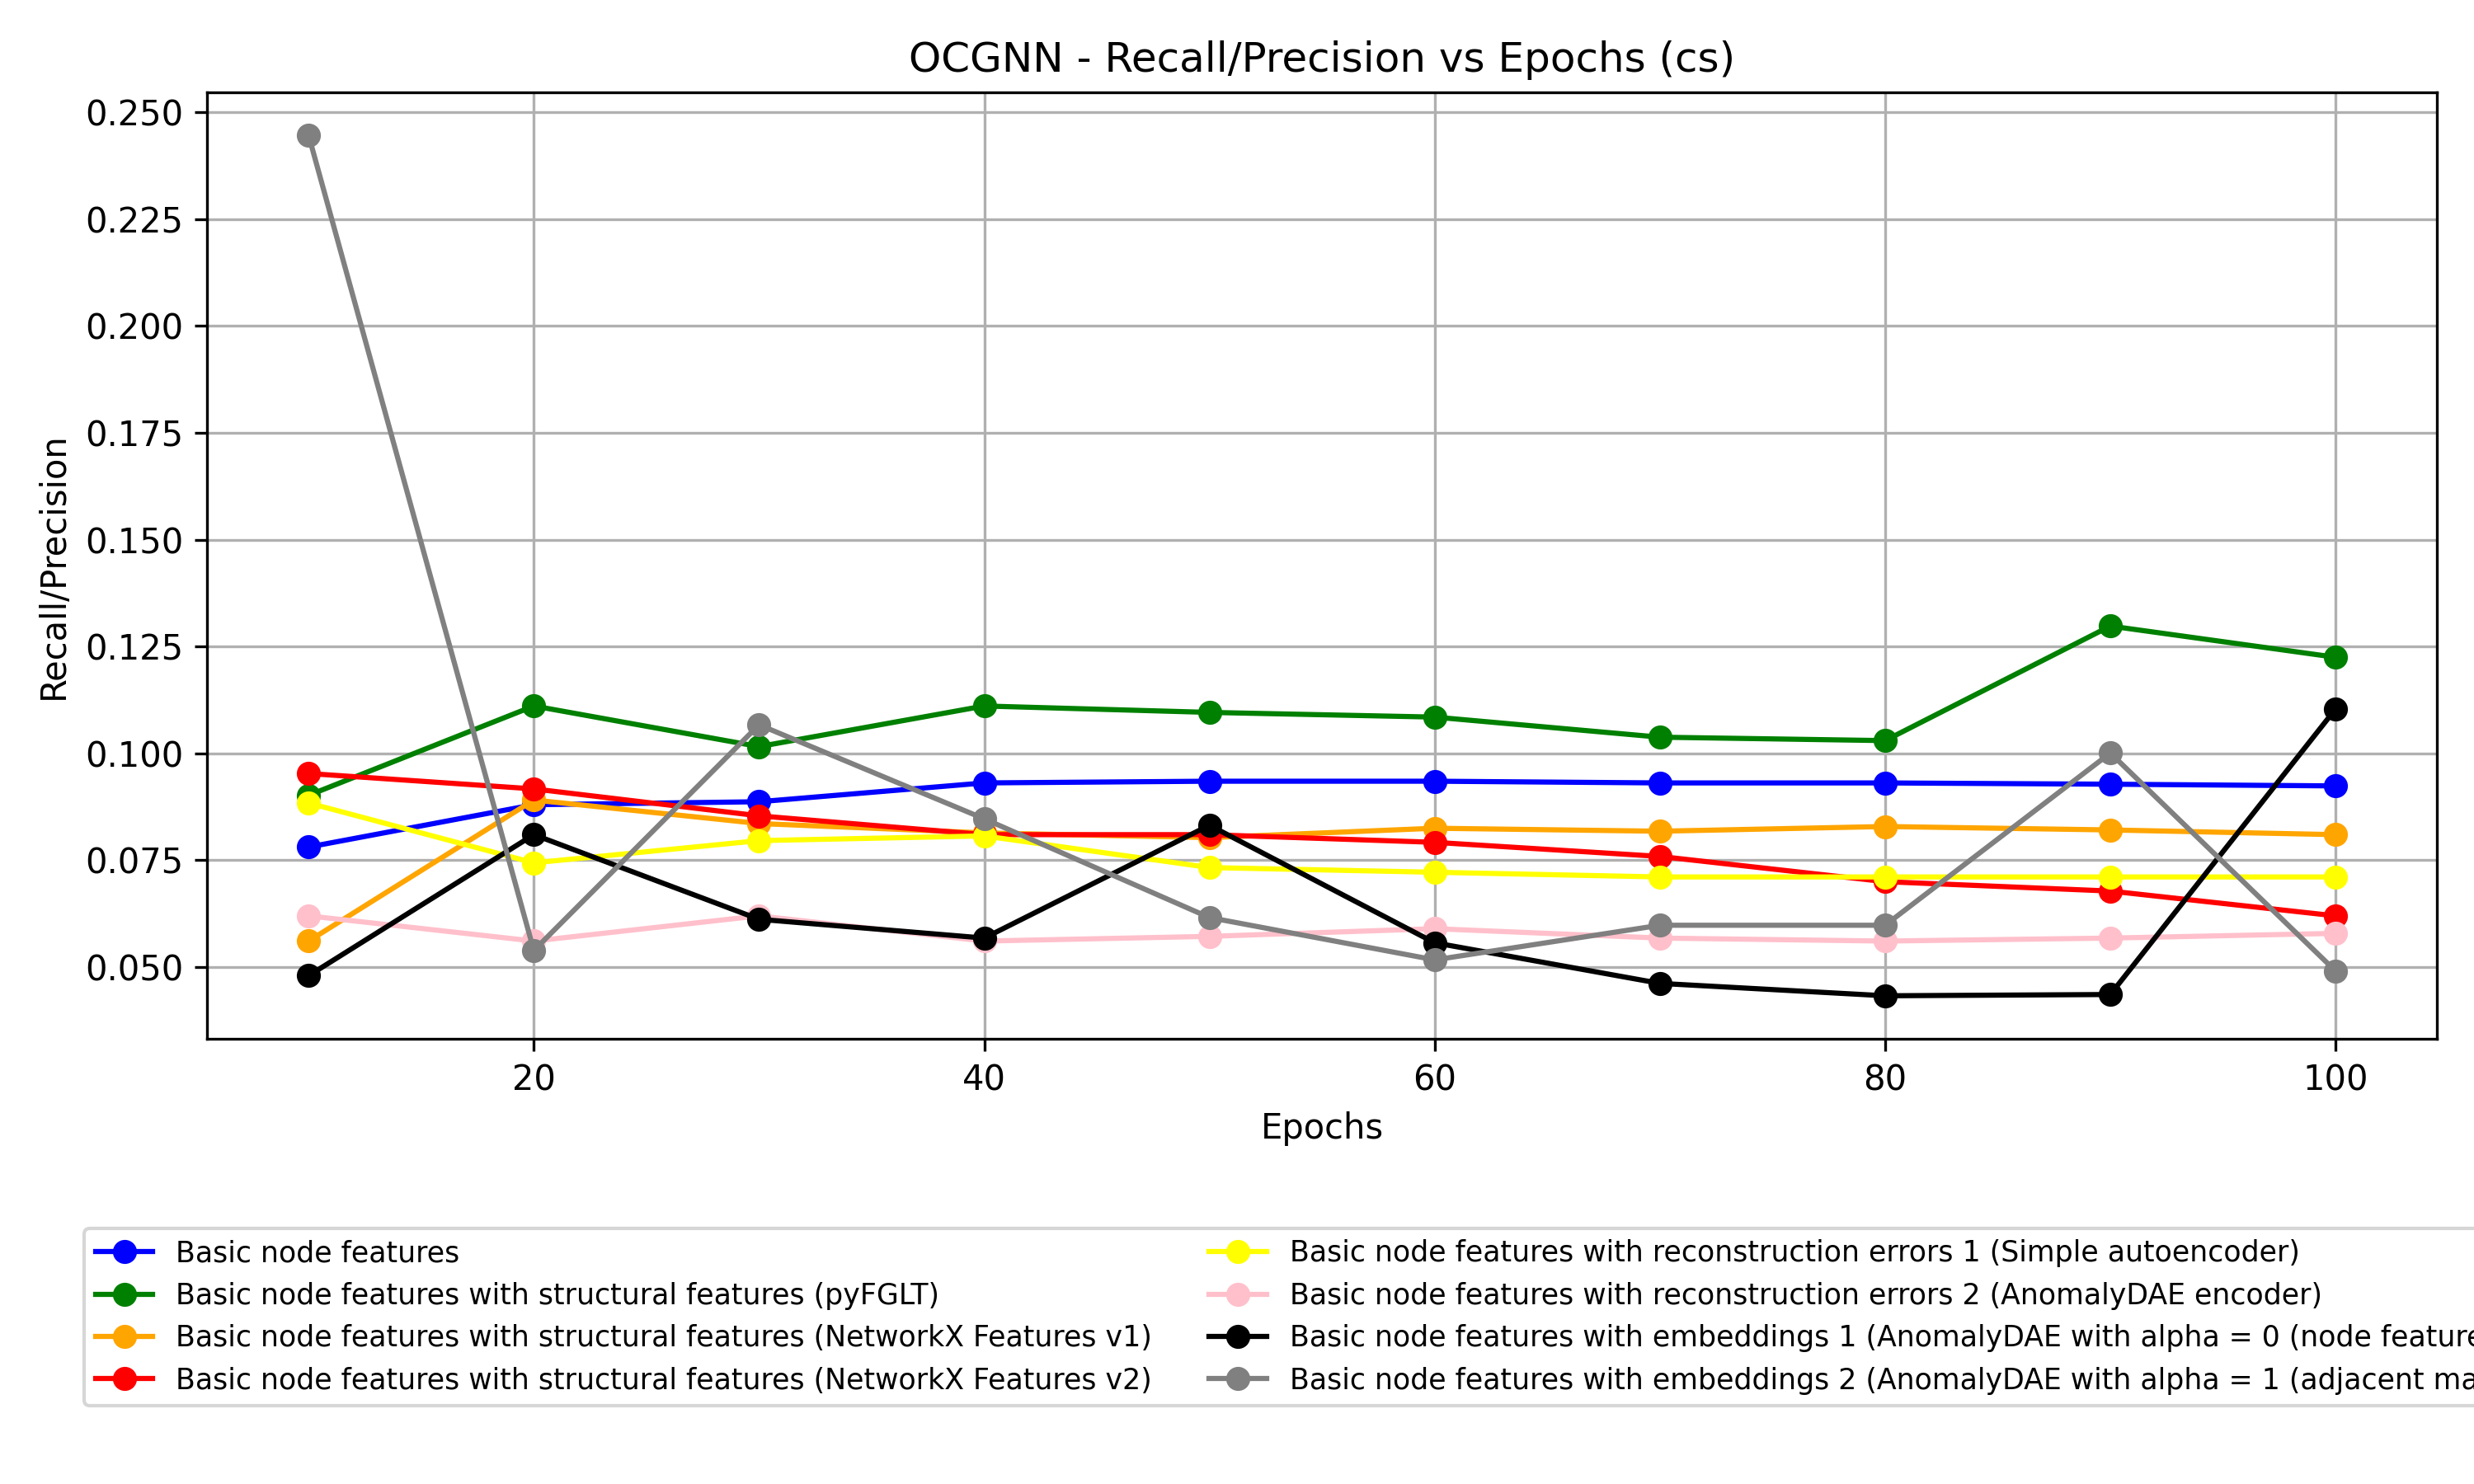 OCGNN - Recall/Precision vs Epochs (cs)
0.250
0.225
0.200
0.175
0.150
0.125
0.100
0.075
0.050
Recall/Precision
20 40 60 80 100
Epochs
Basic node features
Basic node features with structural features (pyFGLT)
Basic node features with structural features (NetworkX Features v1)
Basic node features with structural features (NetworkX Features v2)
Basic node features with reconstruction errors 1 (Simple autoencoder)
Basic node features with reconstruction errors 2 (AnomalyDAE encoder)
Basic node features with embeddings 1 (AnomalyDAE with alpha = 0 (node feature
Basic node features with embeddings 2 (AnomalyDAE with alpha = 1 (adjacent ma